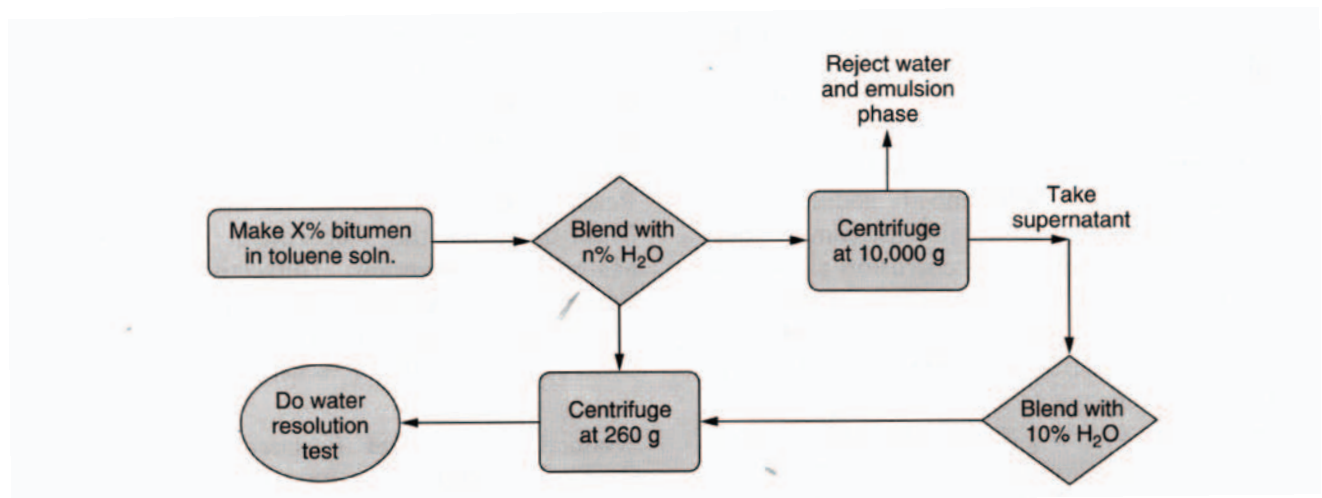 Reject water
and emulsion
phase
Make X% bitumen
in toluene soln.
Blend with
n% H₂O
Centrifuge
at 10,000 g
Take
supernatant
Do water
resolution
test
Centrifuge
at 260 g
Blend with
10% H₂O